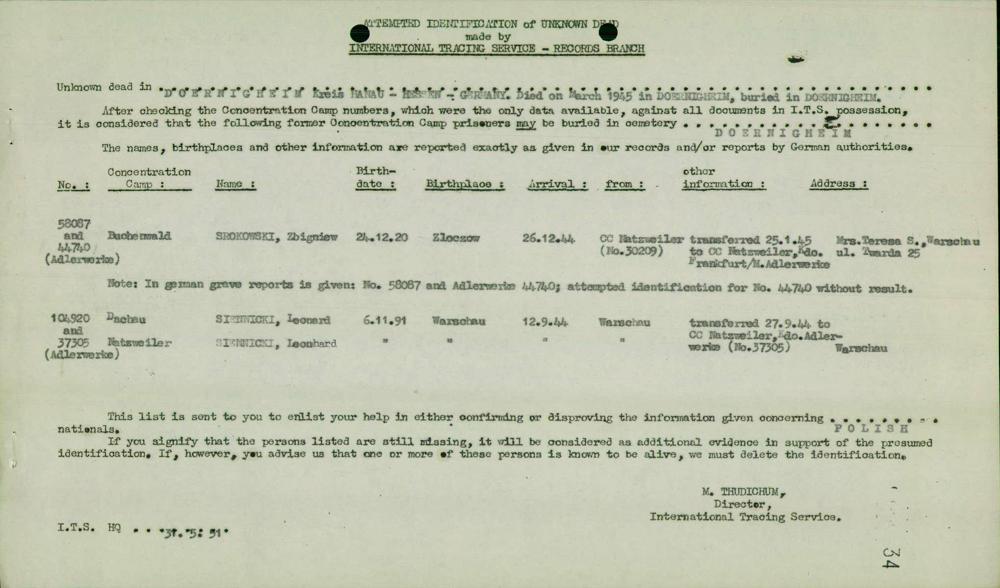 ATTEMPTED IDENTIFICATION of UNKNOWN DEAD
made by
INTERNATIONAL TRACING SERVICE - RECORDS BRANCH
Unknown dead in DOERNIGHEIM Kreis HANAU - HESSEN - GERMANY. Died on March 1945 in DOERNIGHEIM, buried in DOERNIGHEIM.
After checking the Concentration Camp numbers, which were the only data available, against all documents in I.T.S. possession,
it is considered that the following former Concentration Camp prisoners may be buried in cemetery . . . . . . . . . . . . . . .
DOERNIGHEIM
The names, birthplaces and other information are reported exactly as given in our records and/or reports by German authorities.
Concentration Birth- other
No. : Camp : Name : date : Birthplace : Arrival : from : information : Address :
58087
and Buchenwald SROKOWSKI, Zbigniew 24.12.20 Zloczow 26.12.44 CC Natzweiler transferred 25.1.45 Mrs.Teresa S.,Warschau
44740 (No.30209) to CC Natzweiler,Kdo. ul. Twarda 25
(Adlerwerke) Frankfurt/M.Adlerwerke
Note: In german grave reports is given: No. 58087 and Adlerwerke 44740; attempted identification for No. 44740 without result.
104920 Dachau SIENNICKI, Leonard 6.11.91 Warschau 12.9.44 Warschau transferred 27.9.44 to
and CC Natzweiler,Kdo.Adler-
37305 Natzweiler SIENNICKI, Leonhard " " " " werke (No.37305) Warschau
(Adlerwerke)
This list is sent to you to enlist your help in either confirming or disproving the information given concerning . . . . . . . .
nationals. POLISH
If you signify that the persons listed are still missing, it will be considered as additional evidence in support of the presumed
identification. If, however, you advise us that one or more of these persons is known to be alive, we must delete the identification.
M. THUDICHUM,
Director,
International Tracing Service.
I.T.S. HQ . . 31. 5. 51.
34